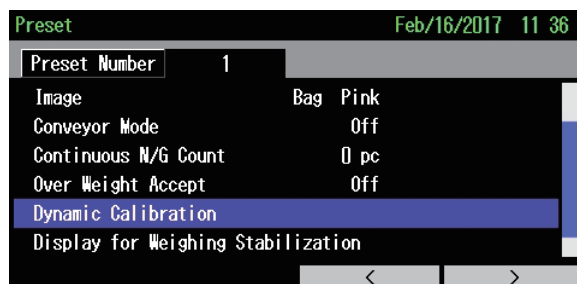 Preset Feb/16/2017 11 36
Preset Number 1
Image Bag Pink
Conveyor Mode Off
Continuous N/G Count 0 pc
Over Weight Accept Off
Dynamic Calibration
Display for Weighing Stabilization
< >